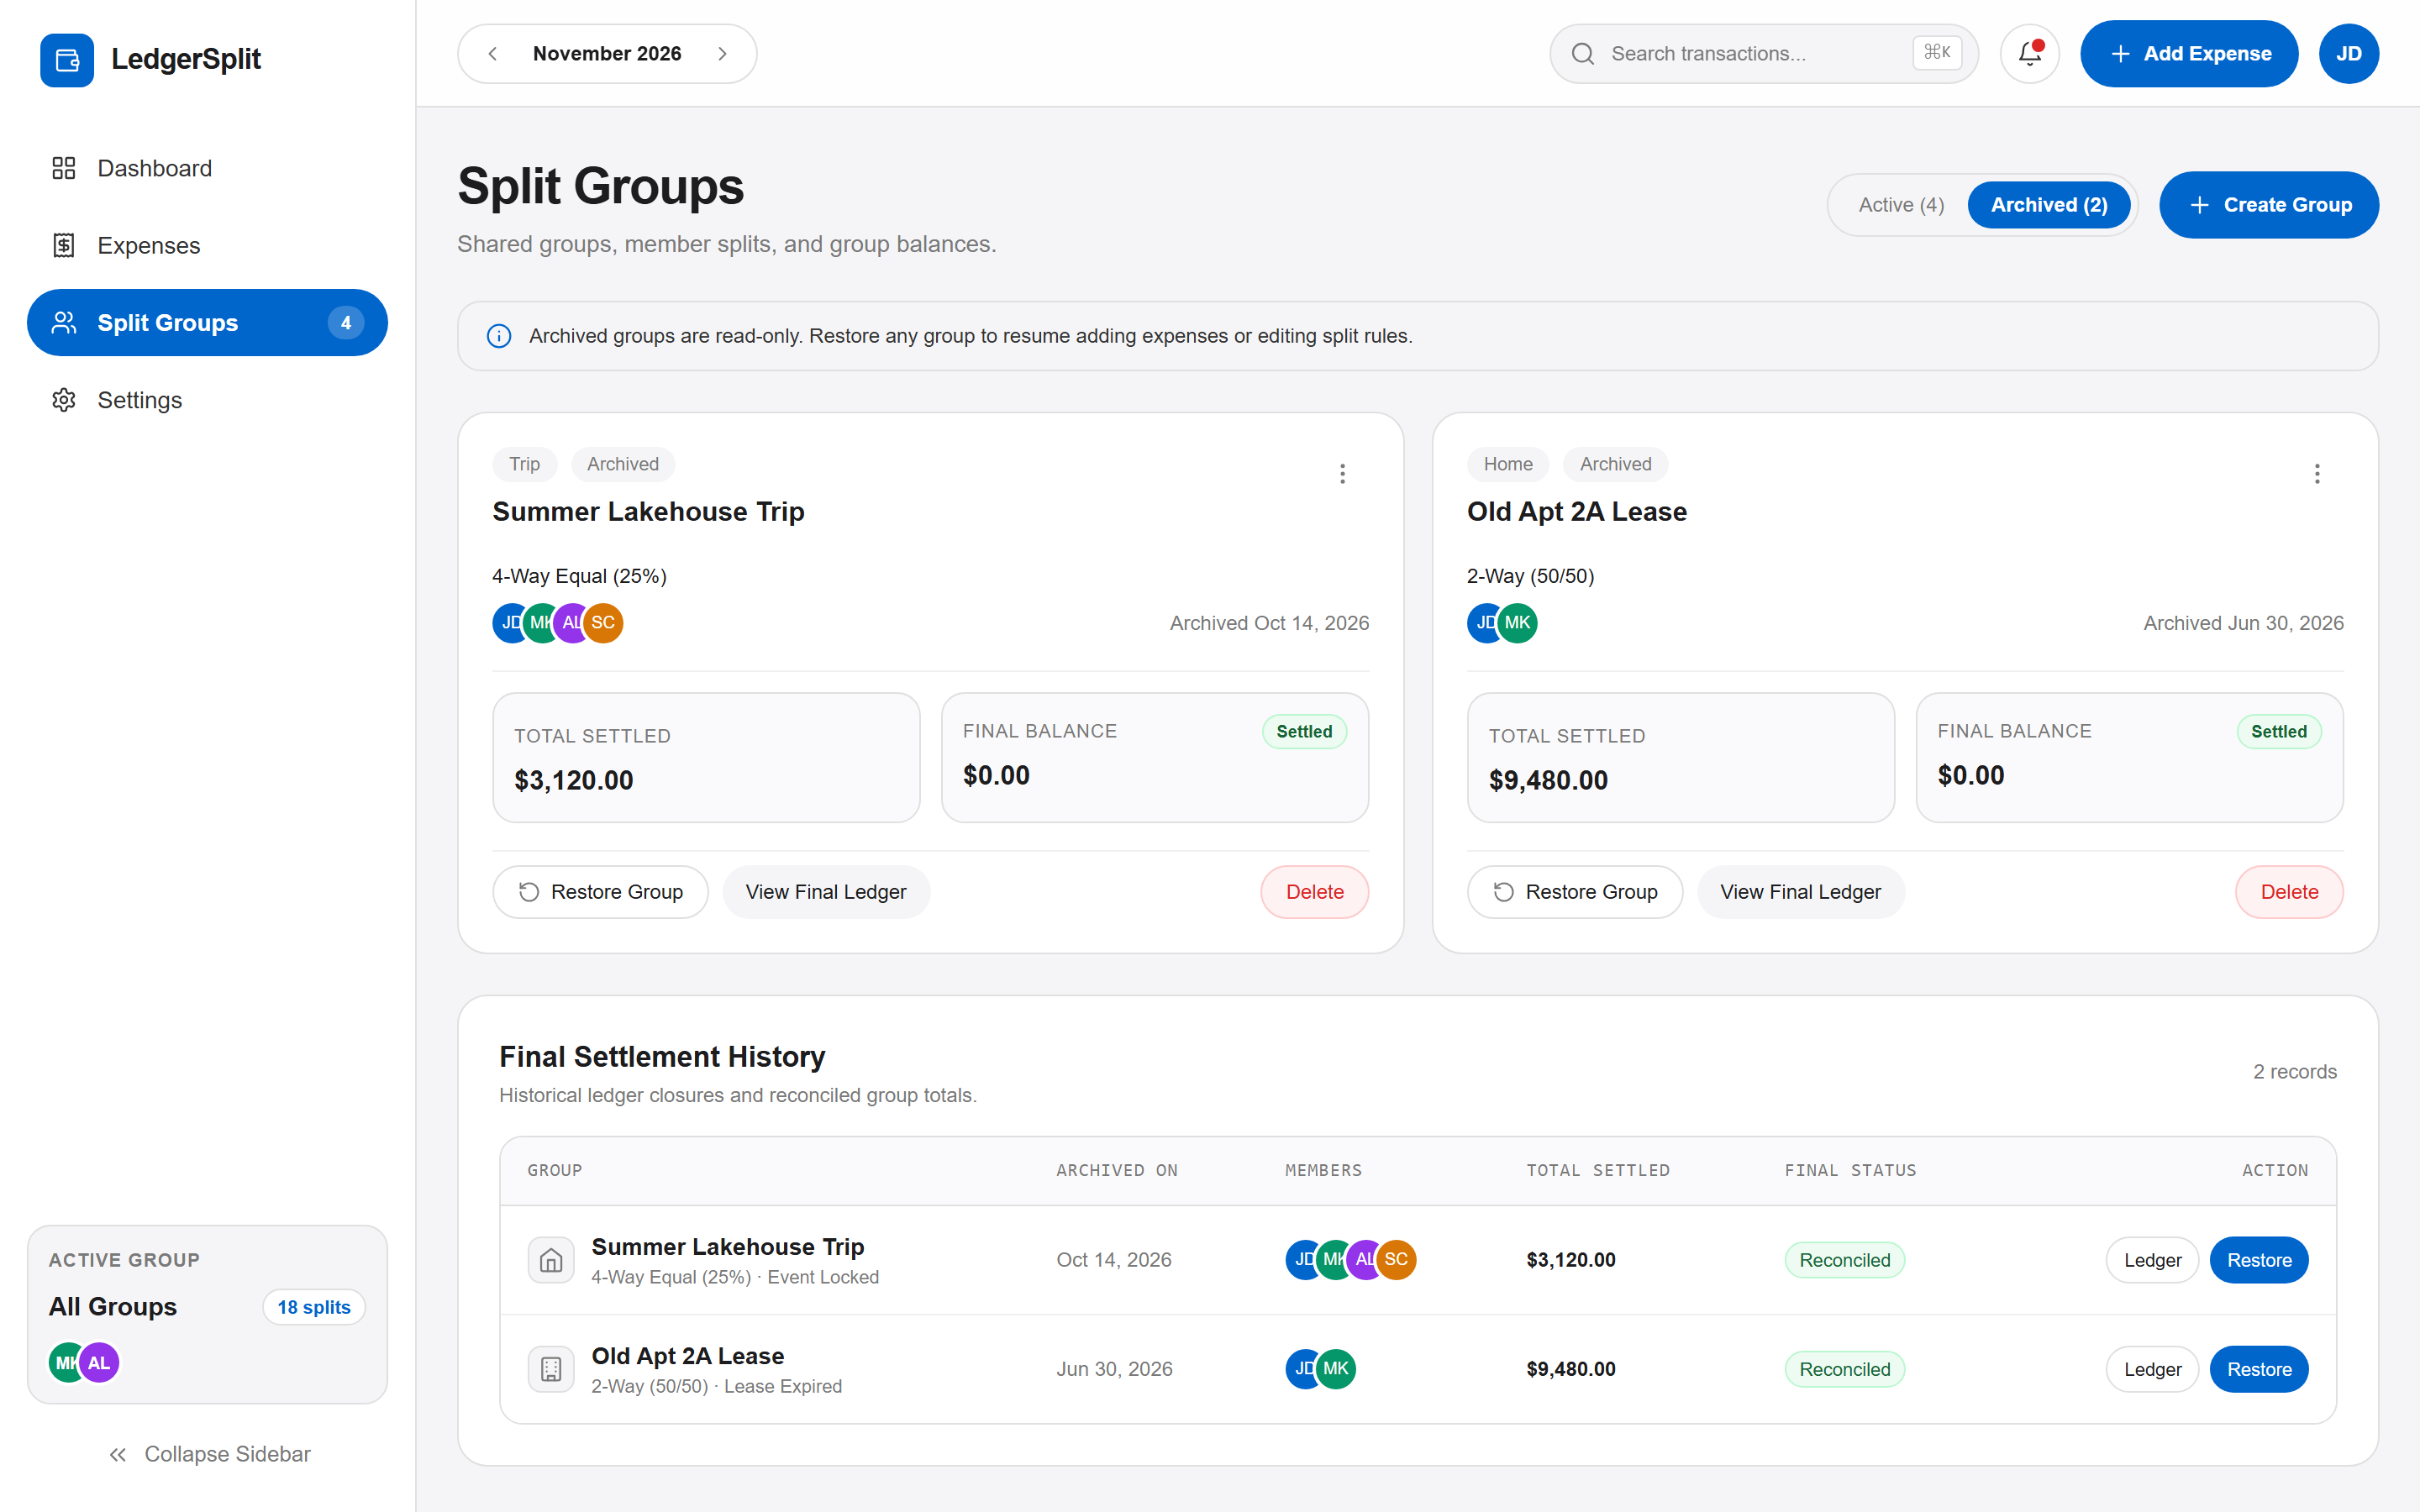 LedgerSplit
Dashboard
Expenses
Split Groups 4
Settings
ACTIVE GROUP
All Groups 18 splits
MK AL
Collapse Sidebar
November 2026
Search transactions... ⌘K
Add Expense
JD
Split Groups
Shared groups, member splits, and group balances.
Active (4) Archived (2)
Create Group
Archived groups are read-only. Restore any group to resume adding expenses or editing split rules.
Trip Archived
Summer Lakehouse Trip
4-Way Equal (25%)
JD MK AL SC Archived Oct 14, 2026
TOTAL SETTLED
$3,120.00
FINAL BALANCE Settled
$0.00
Restore Group View Final Ledger Delete
Home Archived
Old Apt 2A Lease
2-Way (50/50)
JD MK Archived Jun 30, 2026
TOTAL SETTLED
$9,480.00
FINAL BALANCE Settled
$0.00
Restore Group View Final Ledger Delete
Final Settlement History
Historical ledger closures and reconciled group totals.
2 records
GROUP ARCHIVED ON MEMBERS TOTAL SETTLED FINAL STATUS ACTION
Summer Lakehouse Trip
4-Way Equal (25%) · Event Locked
Oct 14, 2026 JD MK AL SC $3,120.00 Reconciled Ledger Restore
Old Apt 2A Lease
2-Way (50/50) · Lease Expired
Jun 30, 2026 JD MK $9,480.00 Reconciled Ledger Restore